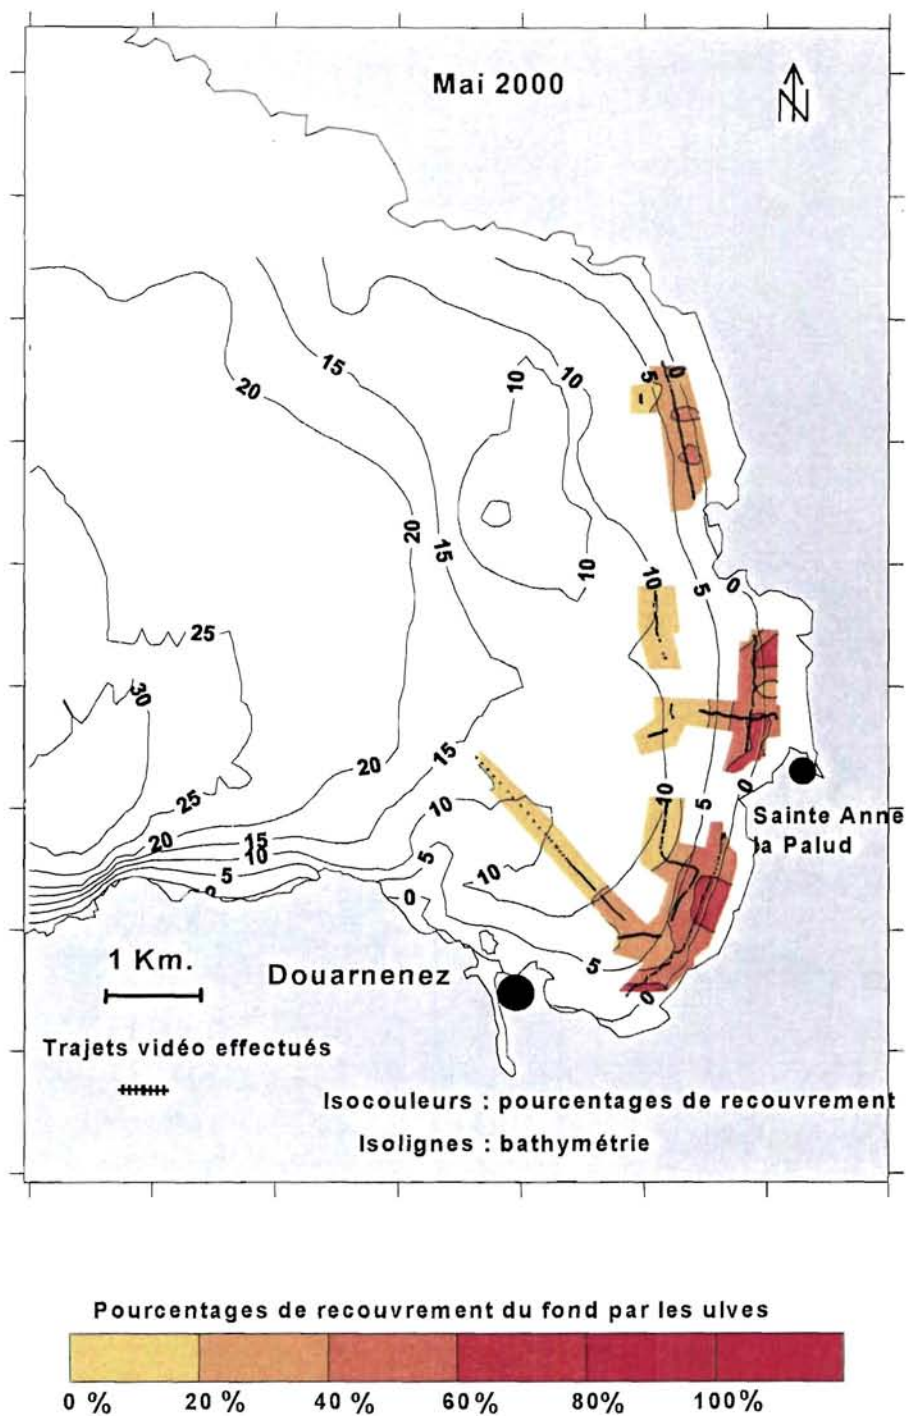 Mai 2000
N
0
5
10
10
15
20
20
15
10
10
5
0
25
30
20
15
10
5
0
25
20
15
10
5
0
10
5
10
0
5
0
Sainte Anne
la Palud
1 Km.
Douarnenez
Trajets vidéo effectués
Isocouleurs : pourcentages de recouvrement
Isolignes : bathymétrie
Pourcentages de recouvrement du fond par les ulves
0 % 20 % 40 % 60% 80% 100%